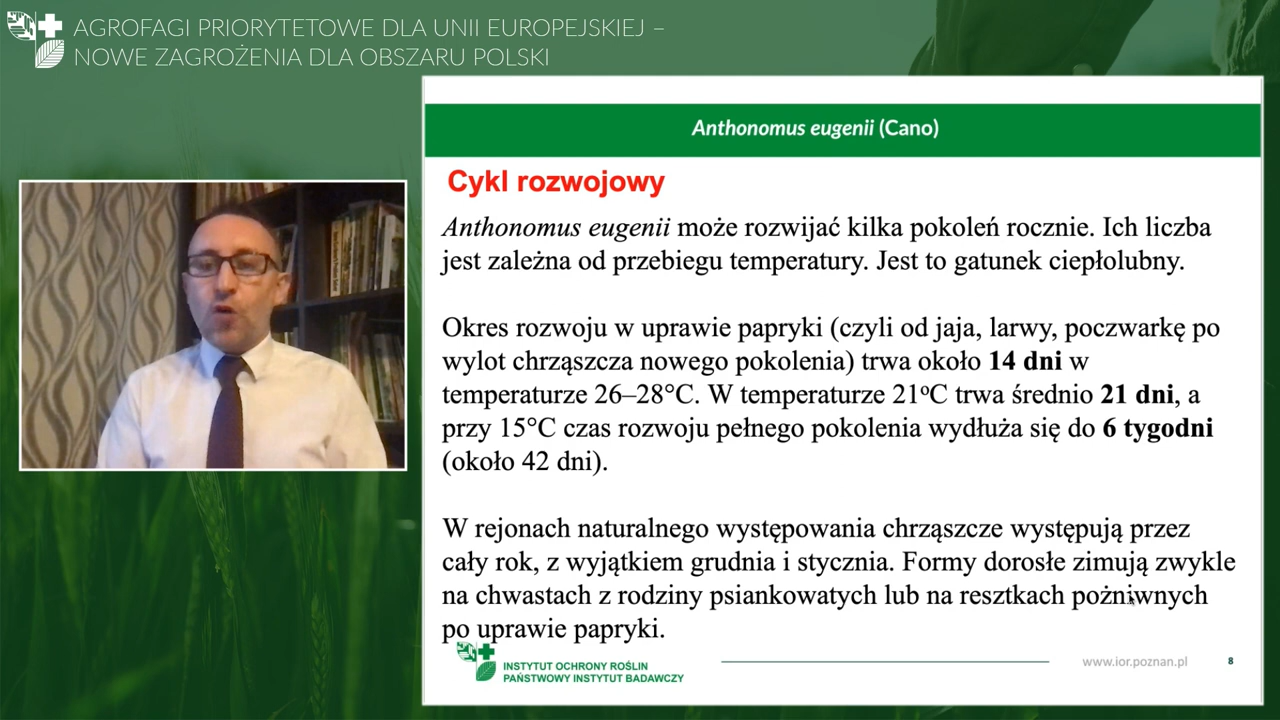 AGROFAGI PRIORYTETOWE DLA UNII EUROPEJSKIEJ –
NOWE ZAGROŻENIA DLA OBSZARU POLSKI
Anthonomus eugenii (Cano)
Cykl rozwojowy
Anthonomus eugenii może rozwijać kilka pokoleń rocznie. Ich liczba
jest zależna od przebiegu temperatury. Jest to gatunek ciepłolubny.
Okres rozwoju w uprawie papryki (czyli od jaja, larwy, poczwarkę po
wylot chrząszcza nowego pokolenia) trwa około 14 dni w
temperaturze 26–28°C. W temperaturze 21°C trwa średnio 21 dni, a
przy 15°C czas rozwoju pełnego pokolenia wydłuża się do 6 tygodni
(około 42 dni).
W rejonach naturalnego występowania chrząszcze występują przez
cały rok, z wyjątkiem grudnia i stycznia. Formy dorosłe zimują zwykle
na chwastach z rodziny psiankowatych lub na resztkach pożniwnych
po uprawie papryki.
INSTYTUT OCHRONY ROŚLIN
PAŃSTWOWY INSTYTUT BADAWCZY
www.ior.poznan.pl
8